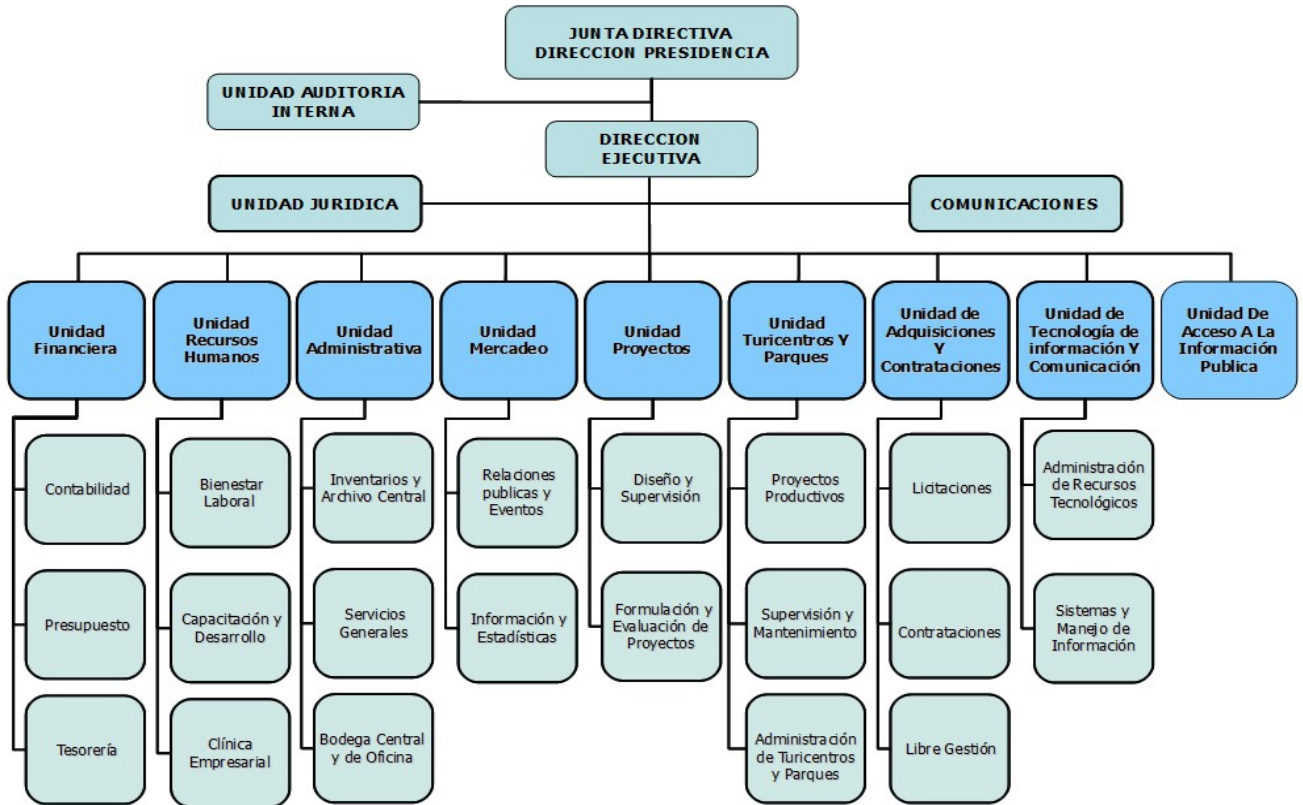 JUNTA DIRECTIVA
DIRECCION PRESIDENCIA
UNIDAD AUDITORIA
INTERNA
DIRECCION
EJECUTIVA
UNIDAD JURIDICA
COMUNICACIONES
Unidad
Financiera
Unidad
Recursos
Humanos
Unidad
Administrativa
Unidad
Mercadeo
Unidad
Proyectos
Unidad
Turicentros Y
Parques
Unidad de
Adquisiciones
Y
Contrataciones
Unidad de
Tecnología de
información Y
Comunicación
Unidad De
Acceso A La
Información
Publica
Contabilidad
Bienestar
Laboral
Inventarios y
Archivo Central
Relaciones
publicas y
Eventos
Diseño y
Supervisión
Proyectos
Productivos
Licitaciones
Administración
de Recursos
Tecnológicos
Presupuesto
Capacitación y
Desarrollo
Servicios
Generales
Información y
Estadísticas
Formulación y
Evaluación de
Proyectos
Supervisión y
Mantenimiento
Contrataciones
Sistemas y
Manejo de
Información
Tesorería
Clínica
Empresarial
Bodega Central
y de Oficina
Administración
de Turicentros
y Parques
Libre Gestión